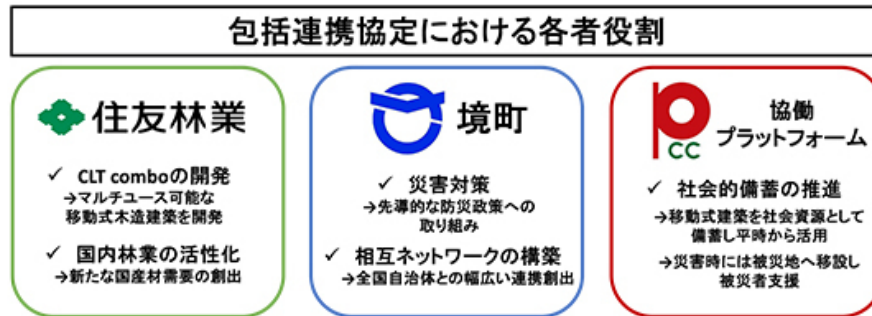 包括連携協定における各者役割
住友林業
✓ CLT comboの開発
→マルチユース可能な
移動式木造建築を開発
✓ 国内林業の活性化
→新たな国産材需要の創出
境町
✓ 災害対策
→先導的な防災政策への
取り組み
✓ 相互ネットワークの構築
→全国自治体との幅広い連携創出
PCC
協働
プラットフォーム
✓ 社会的備蓄の推進
→移動式建築を社会資源として
備蓄し平時から活用
→災害時には被災地へ移設し
被災者支援